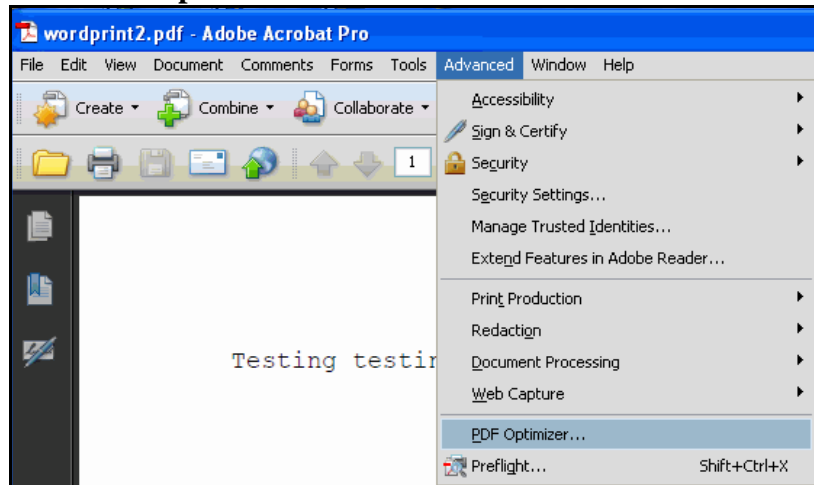 wordprint2.pdf - Adobe Acrobat Pro
File Edit View Document Comments Forms Tools Advanced Window Help
Create Combine Collaborate
1
Accessibility
Sign & Certify
Security
Security Settings...
Manage Trusted Identities...
Extend Features in Adobe Reader...
Print Production
Redaction
Document Processing
Web Capture
PDF Optimizer...
Preflight... Shift+Ctrl+X
Testing testin